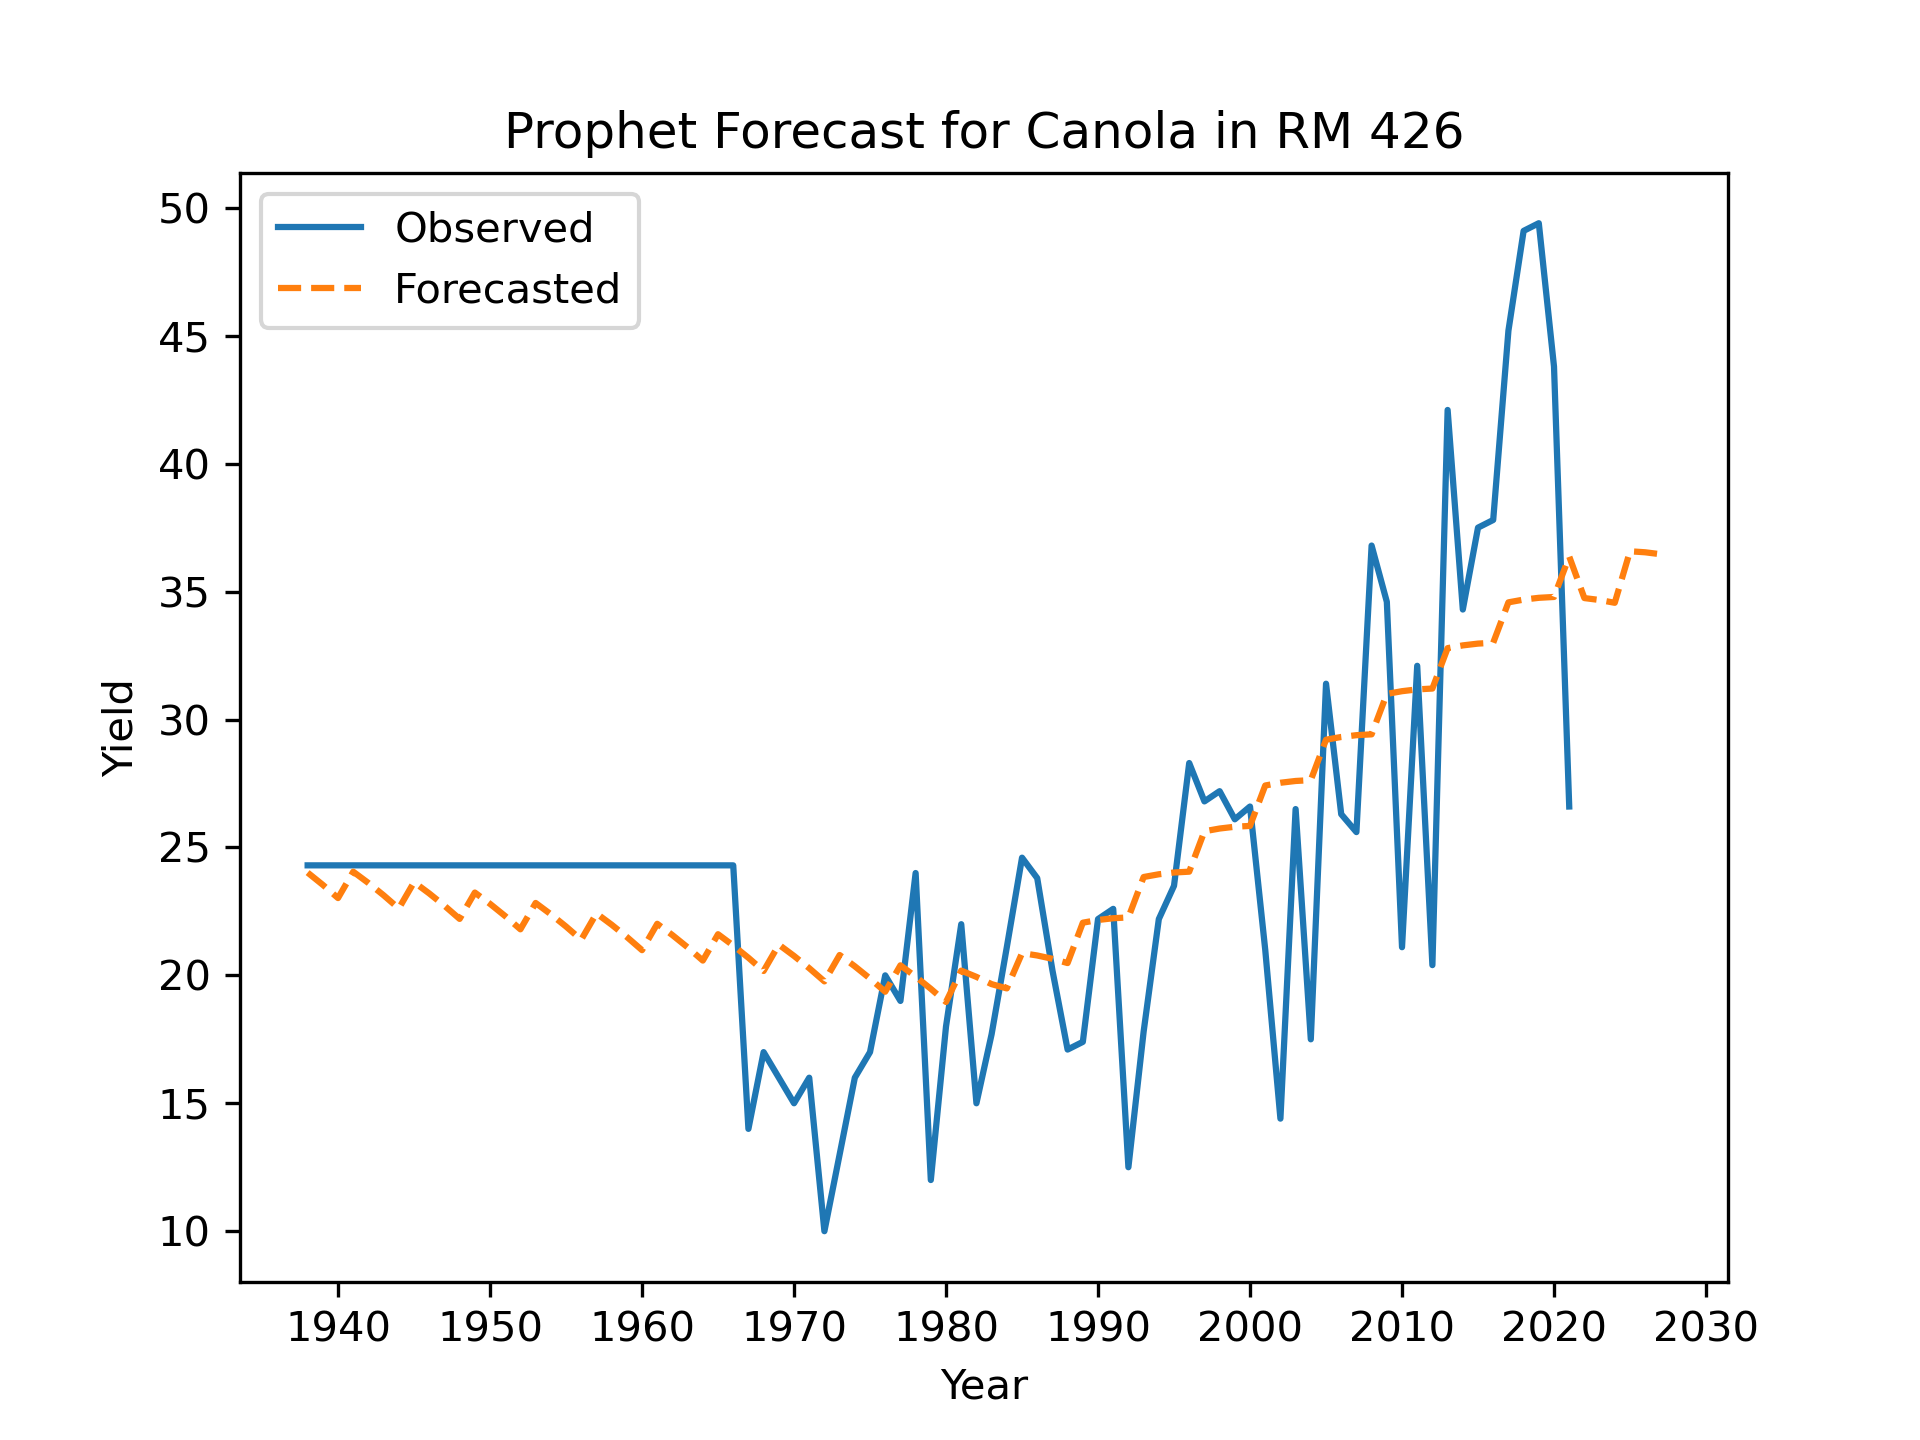 Prophet Forecast for Canola in RM 426
Observed
Forecasted
50
45
40
35
30
25
20
15
10
Yield
1940 1950 1960 1970 1980 1990 2000 2010 2020 2030
Year